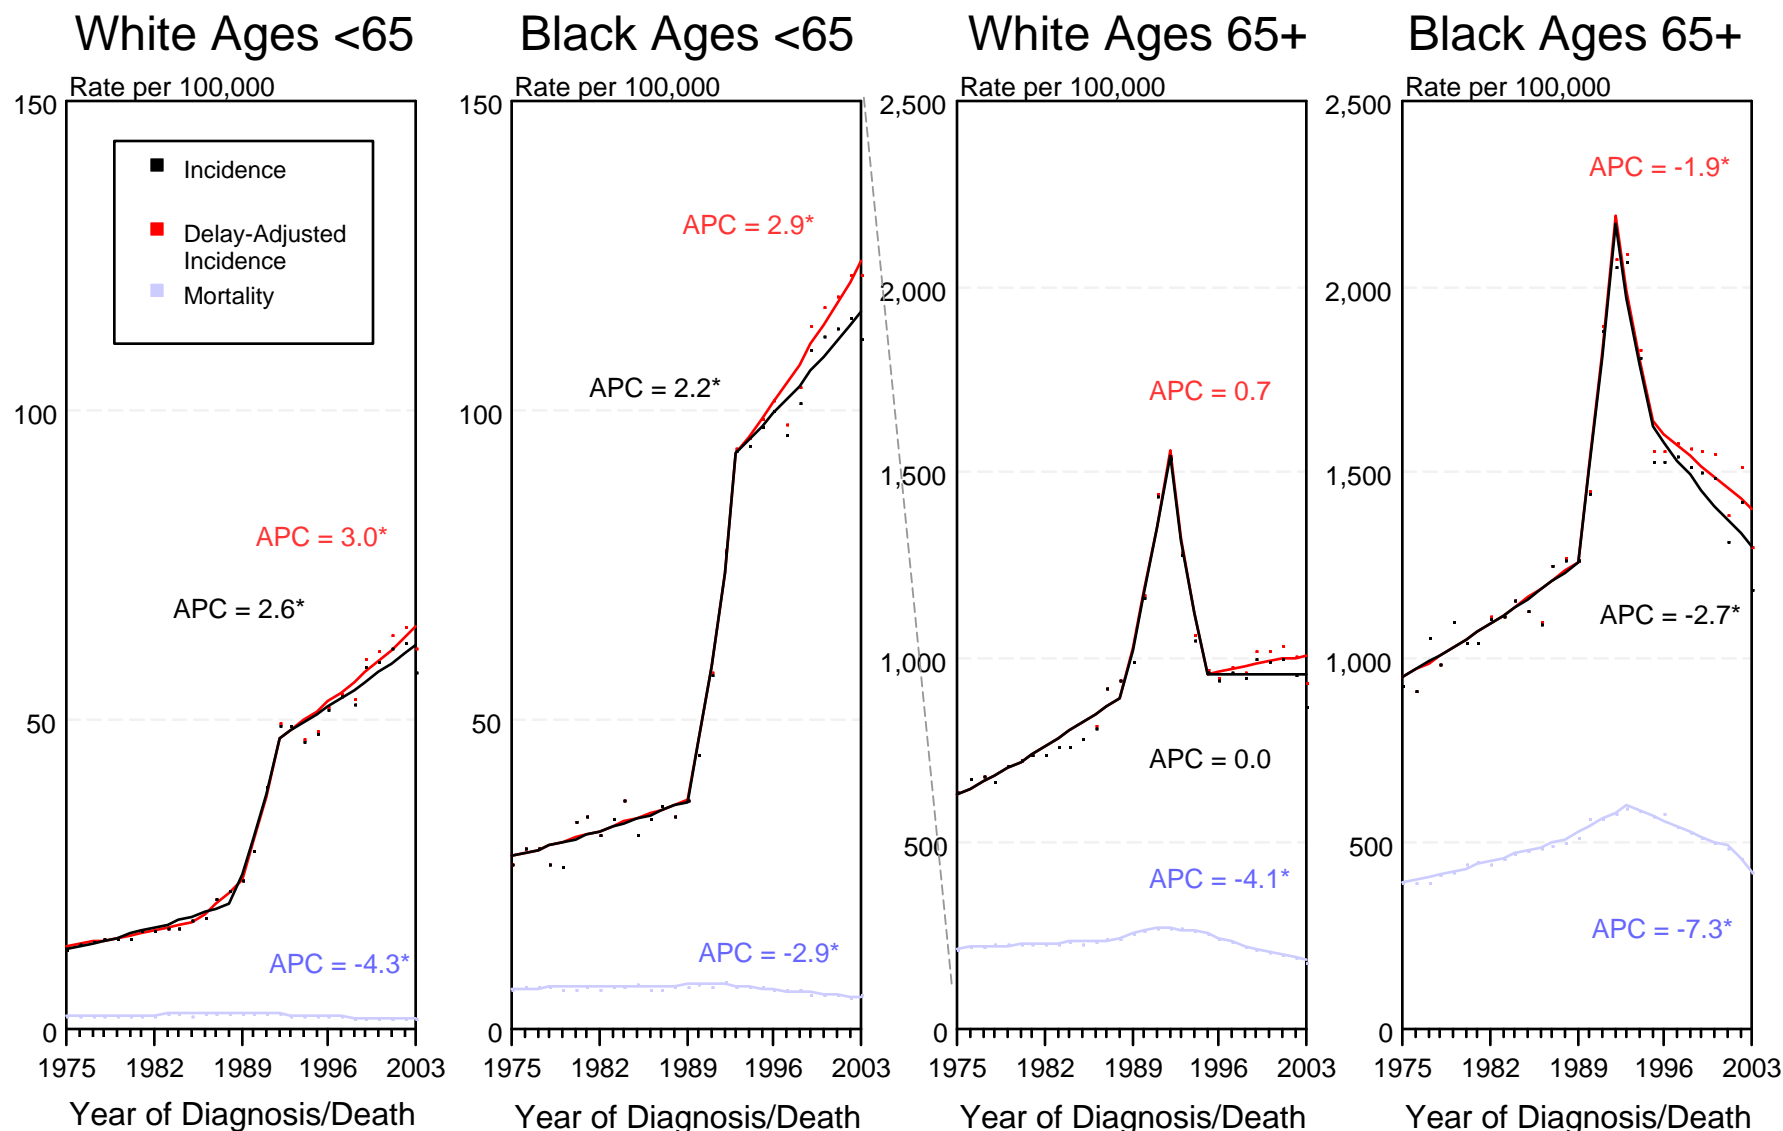 White Ages <65
Rate per 100,000
150
100
50
0
Incidence
Delay-Adjusted
Incidence
Mortality
APC = 3.0*
APC = 2.6*
APC = -4.3*
1975 1982 1989 1996 2003
Year of Diagnosis/Death
Black Ages <65
Rate per 100,000
150
100
50
0
APC = 2.9*
APC = 2.2*
APC = -2.9*
1975 1982 1989 1996 2003
Year of Diagnosis/Death
White Ages 65+
Rate per 100,000
2,500
2,000
1,500
1,000
500
0
APC = 0.7
APC = 0.0
APC = -4.1*
1975 1982 1989 1996 2003
Year of Diagnosis/Death
Black Ages 65+
Rate per 100,000
2,500
2,000
1,500
1,000
500
0
APC = -1.9*
APC = -2.7*
APC = -7.3*
1975 1982 1989 1996 2003
Year of Diagnosis/Death